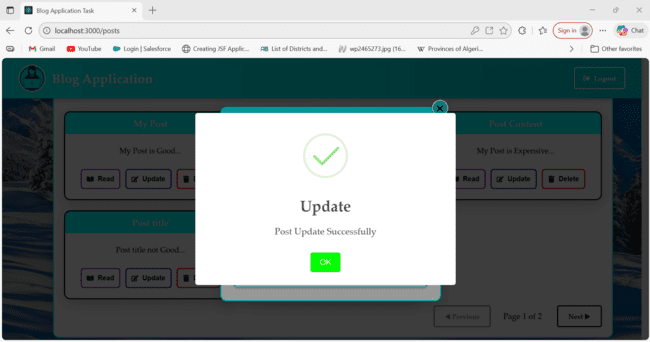 Blog Application Task
localhost:3000/posts
Sign in
Chat
Gmail
YouTube
Login | Salesforce
Creating JSF Applic...
List of Districts and...
wp2465273.jpg (16...
Provinces of Algeri...
Other favorites
Blog Application
Logout
My Post
Post Content
My Post is Good...
My Post is Expensive...
Read
Update
Update
Delete
Post title
Post title not Good...
Read
Update
Update
Post Update Successfully
OK
Previous
Page 1 of 2
Next